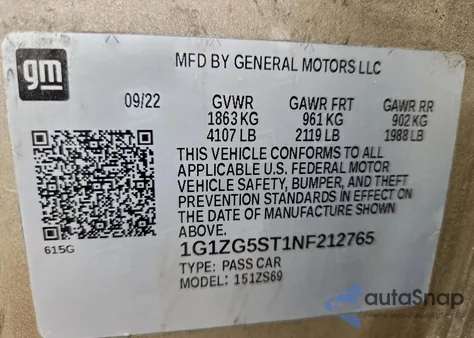 gm
MFD BY GENERAL MOTORS LLC
09/22 GVWR GAWR FRT GAWR RR
1863 KG 961 KG 902 KG
4107 LB 2119 LB 1988 LB
THIS VEHICLE CONFORMS TO ALL
APPLICABLE U.S. FEDERAL MOTOR
VEHICLE SAFETY, BUMPER, AND THEFT
PREVENTION STANDARDS IN EFFECT ON
THE DATE OF MANUFACTURE SHOWN
ABOVE.
615G
1G1ZG5ST1NF212765
TYPE: PASS CAR
MODEL: 151ZS69
autoSnap